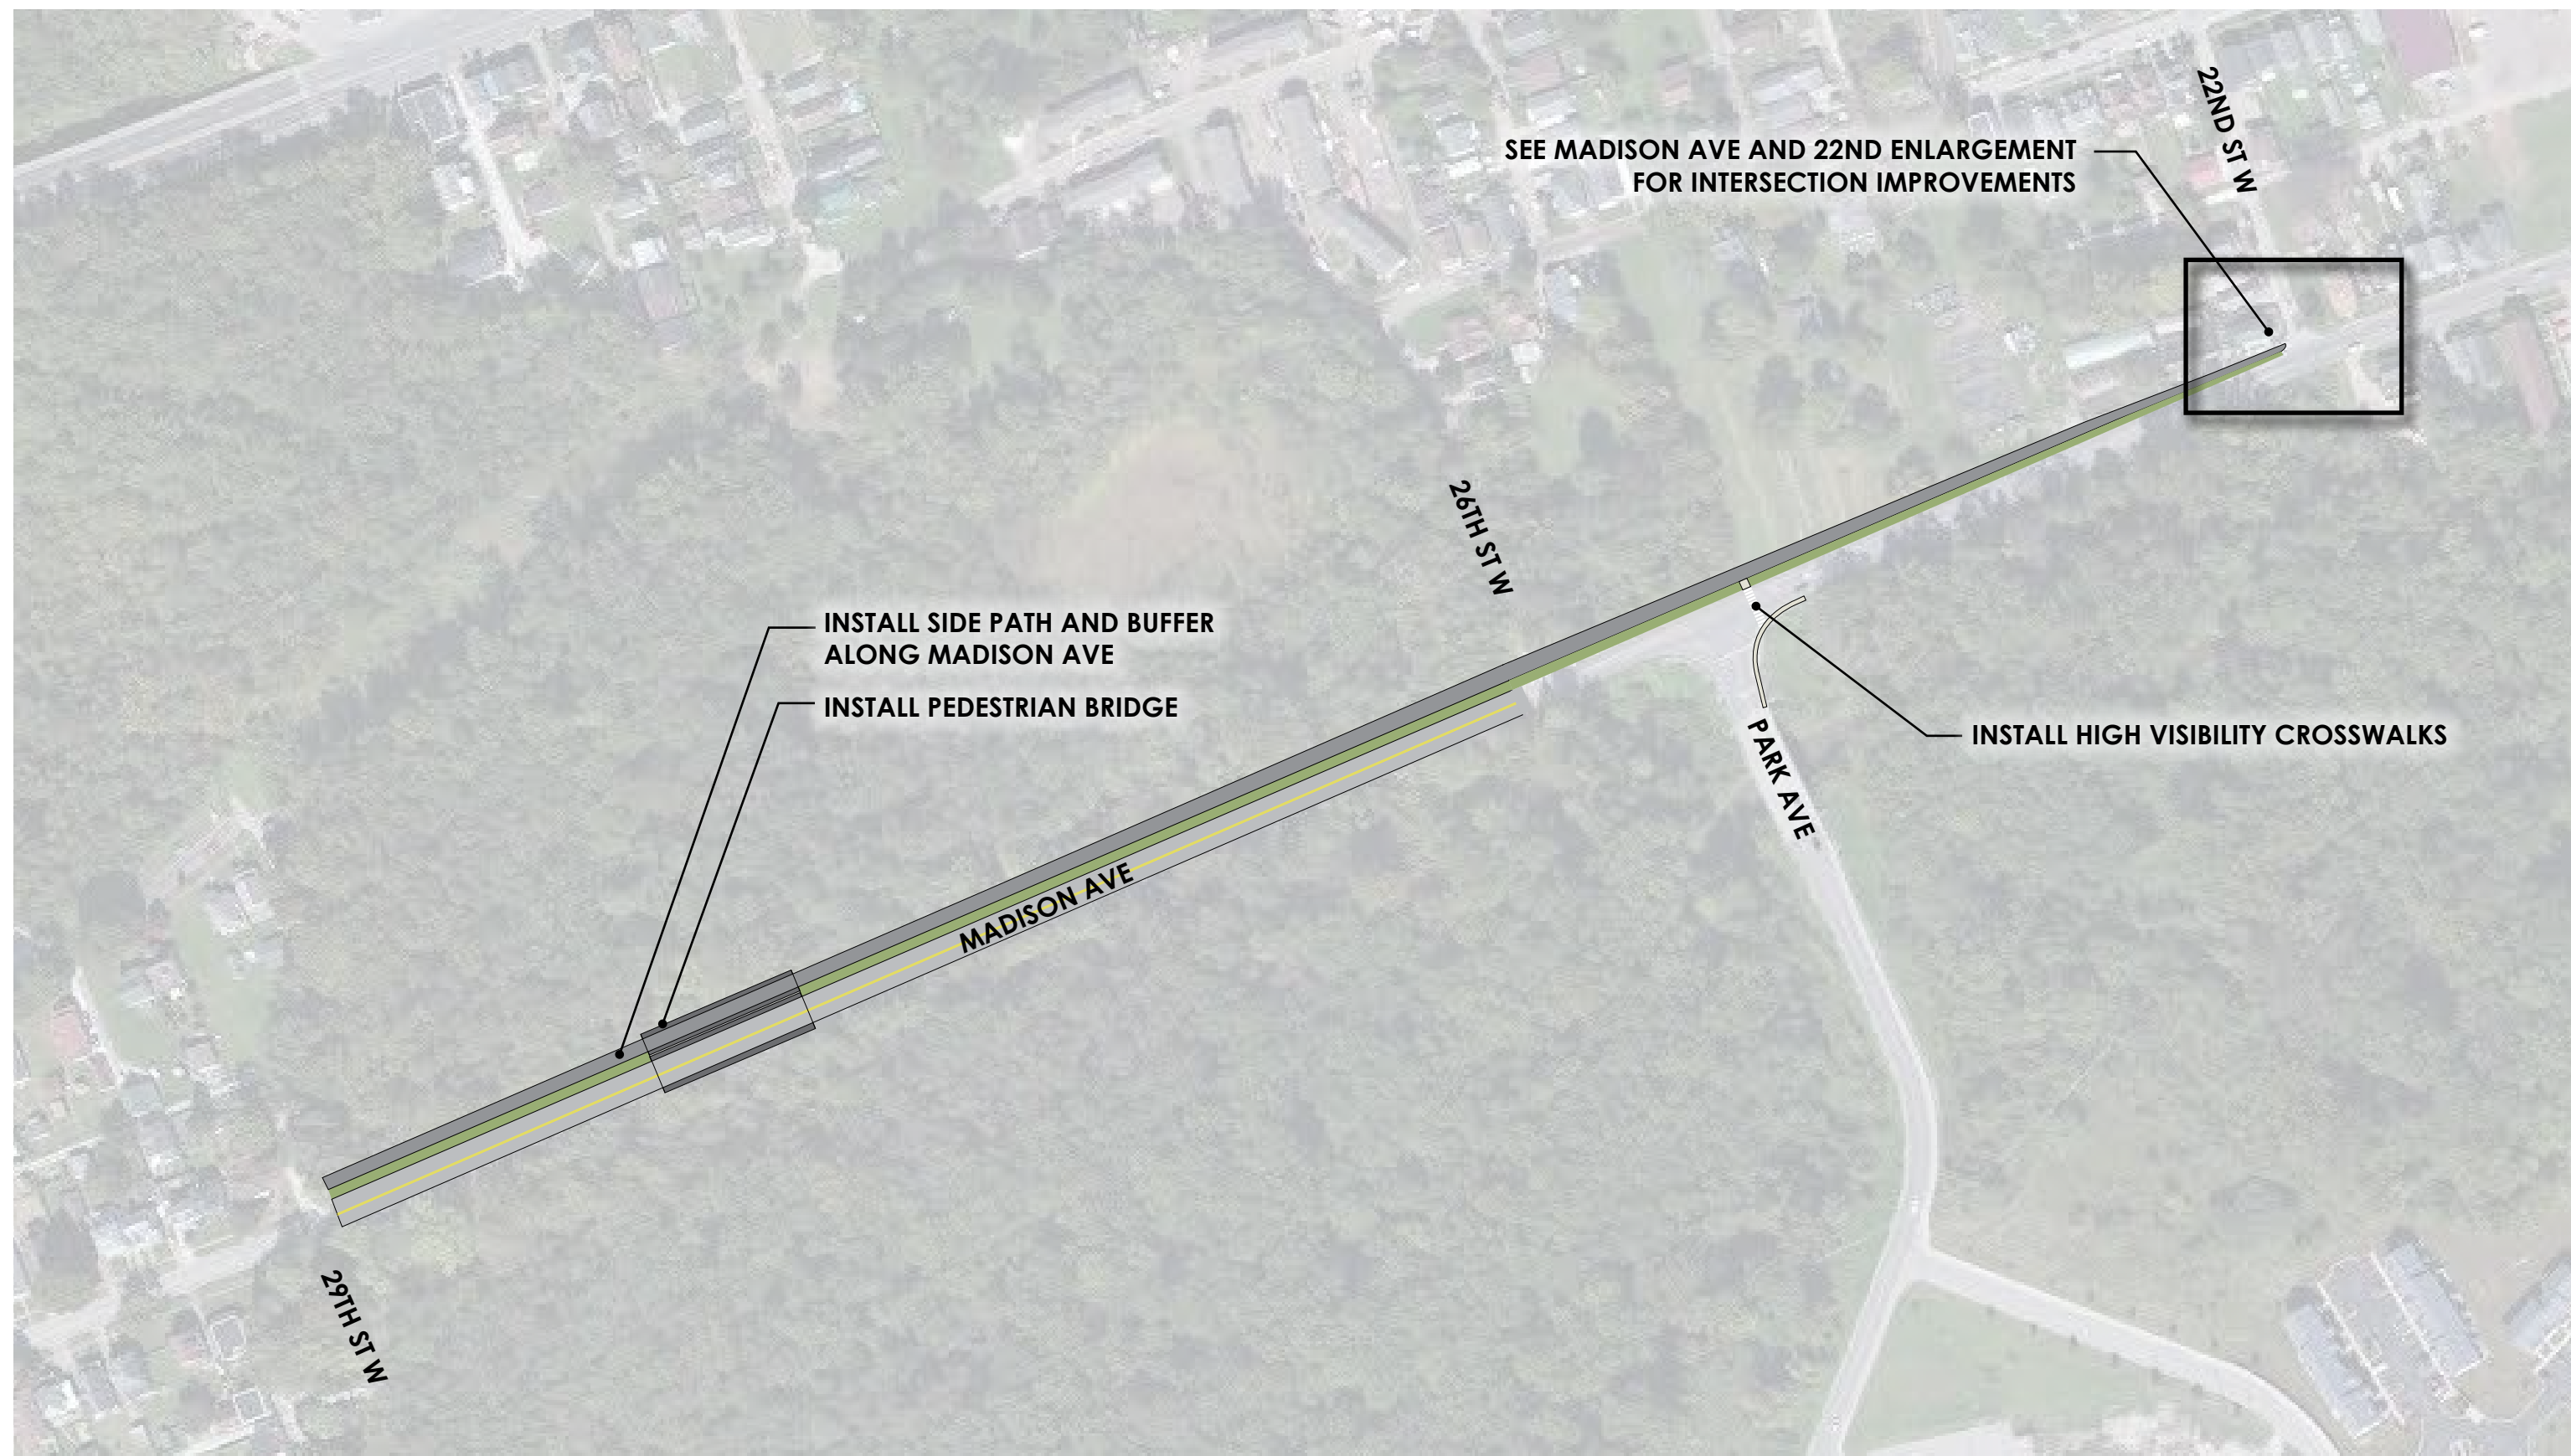 22ND ST W
SEE MADISON AVE AND 22ND ENLARGEMENT
FOR INTERSECTION IMPROVEMENTS
26TH ST W
INSTALL SIDE PATH AND BUFFER
ALONG MADISON AVE
INSTALL PEDESTRIAN BRIDGE
INSTALL HIGH VISIBILITY CROSSWALKS
PARK AVE
MADISON AVE
29TH ST W